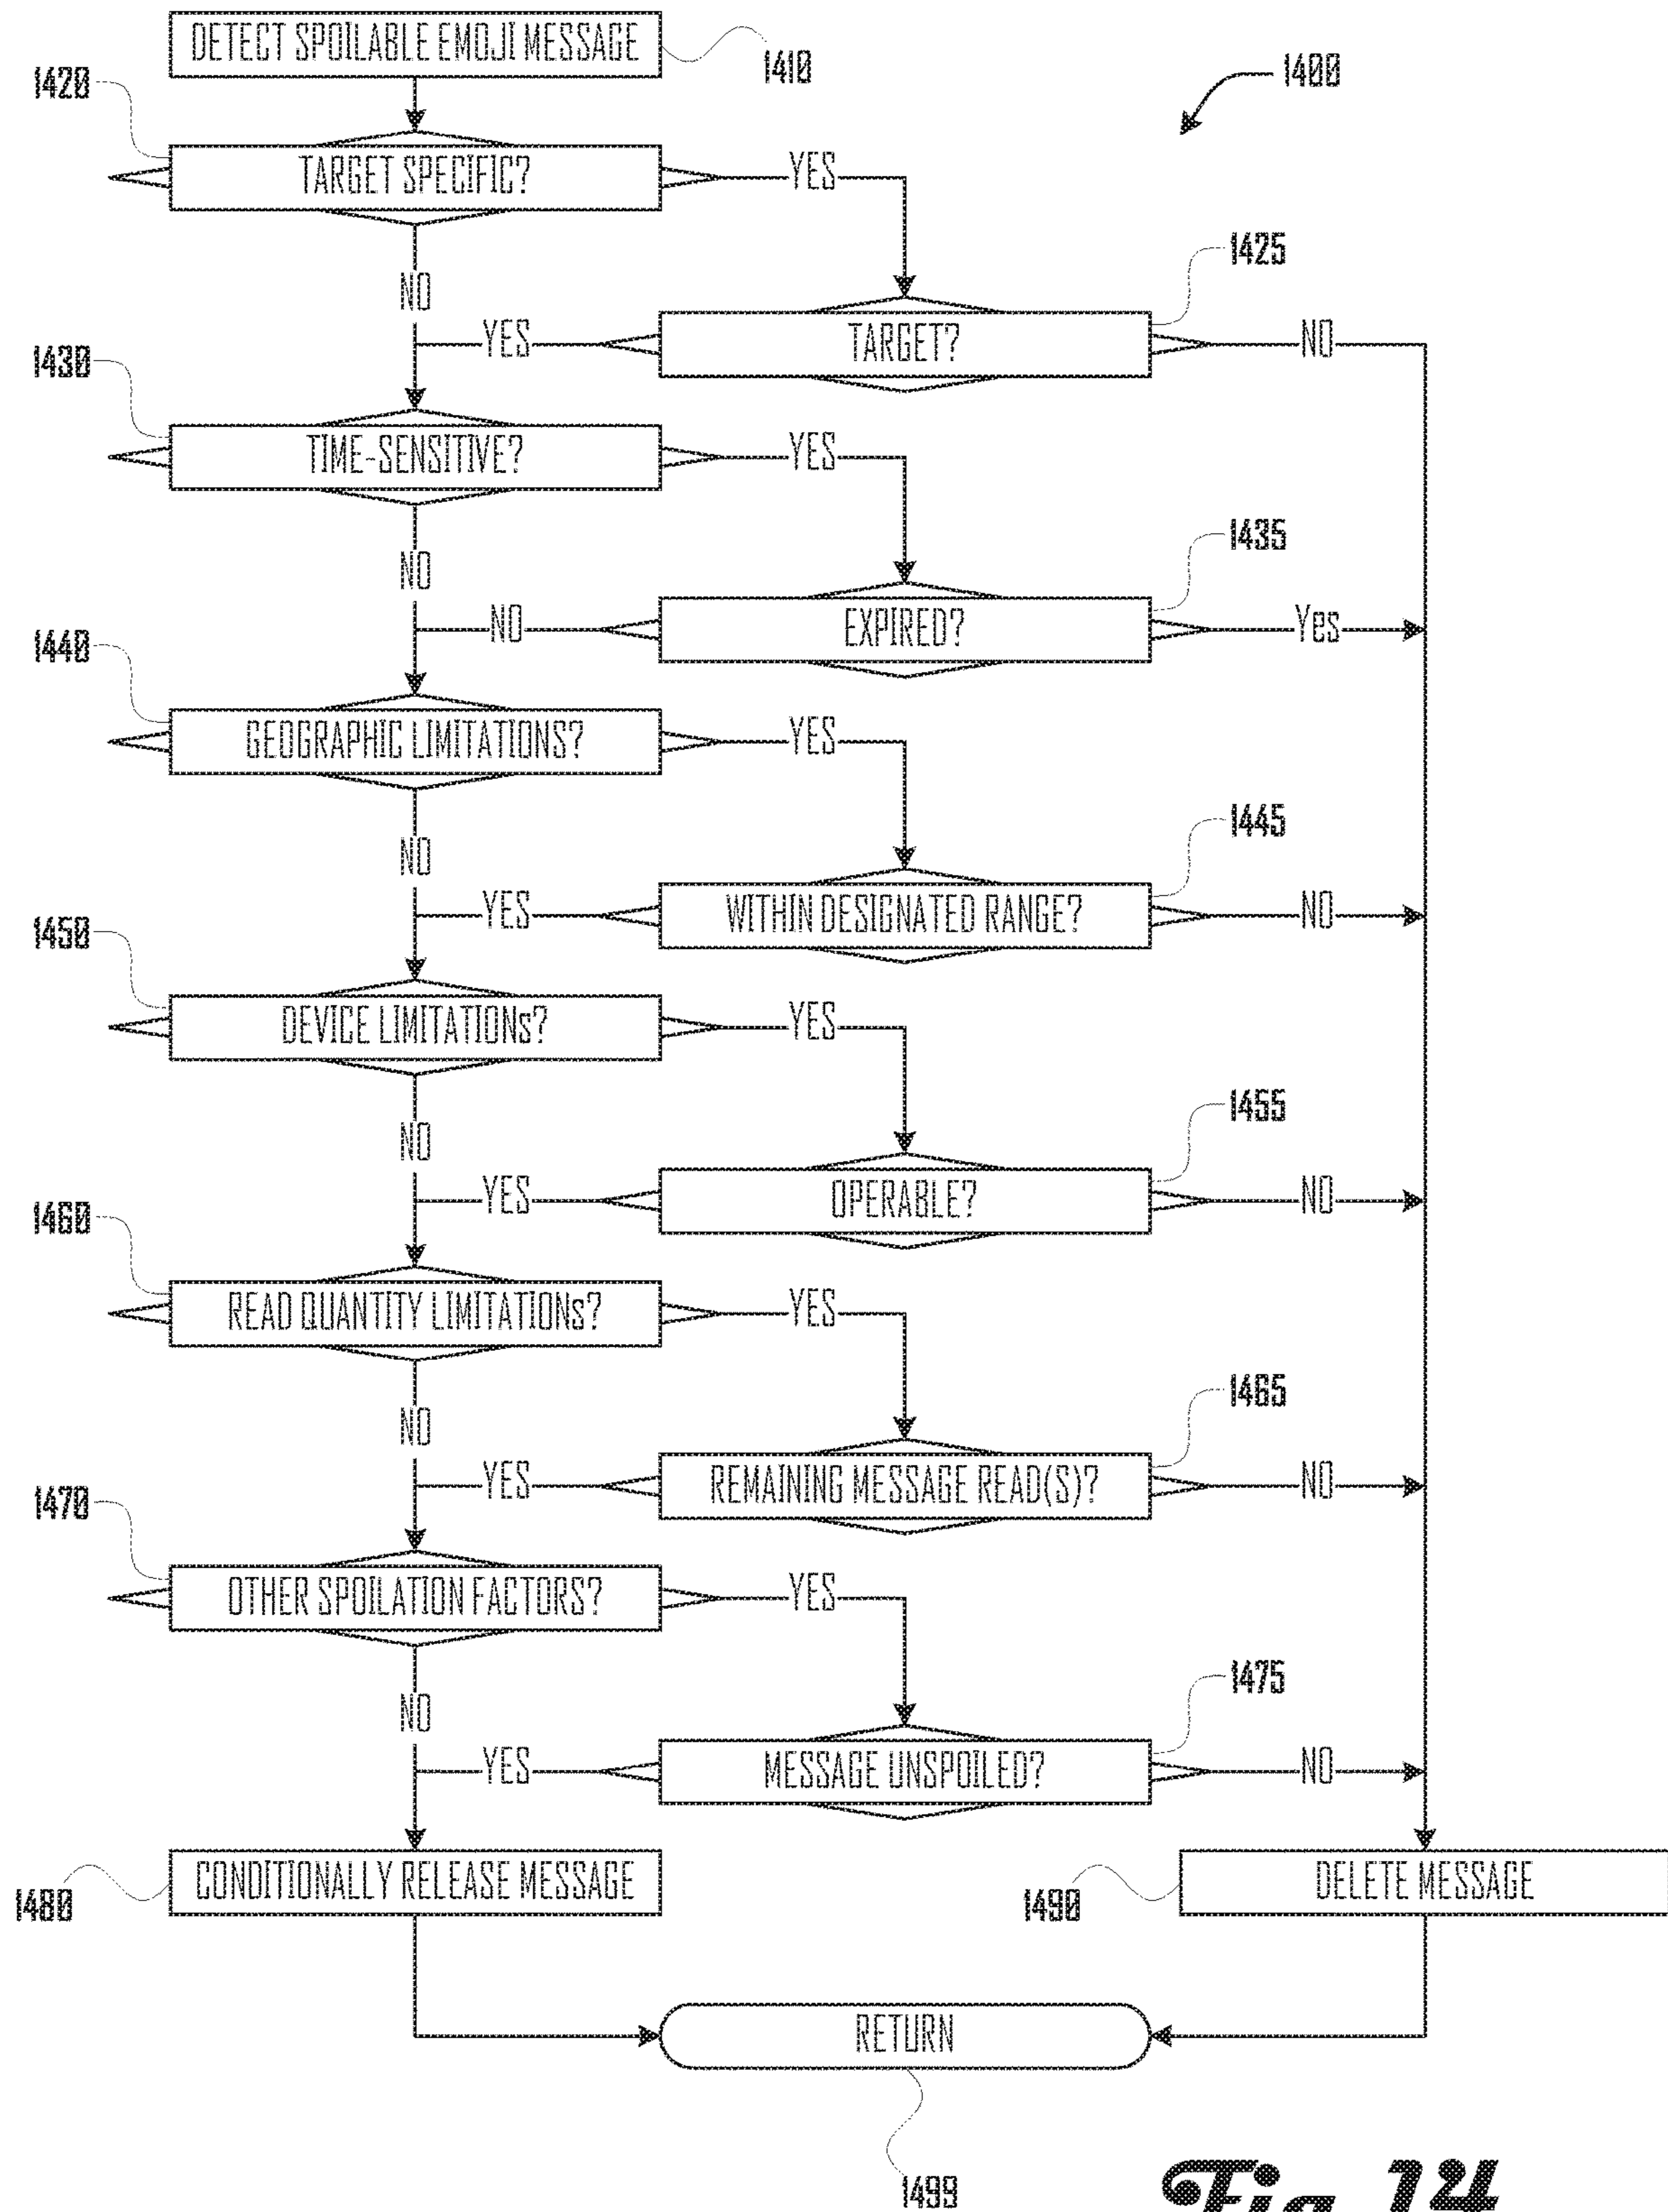 DETECT SPOILABLE EMOJI MESSAGE
1410
1400
1420
TARGET SPECIFIC?
YES
NO
1425
YES
TARGET?
NO
1430
TIME-SENSITIVE?
YES
NO
1435
NO
EXPIRED?
Yes
1440
GEOGRAPHIC LIMITATIONS?
YES
NO
1445
YES
WITHIN DESIGNATED RANGE?
NO
1450
DEVICE LIMITATIONs?
YES
NO
1455
YES
OPERABLE?
NO
1460
READ QUANTITY LIMITATIONs?
YES
NO
1465
YES
REMAINING MESSAGE READ(S)?
NO
1470
OTHER SPOILATION FACTORS?
YES
NO
1475
YES
MESSAGE UNSPOILED?
NO
1480
CONDITIONALLY RELEASE MESSAGE
1490
DELETE MESSAGE
RETURN
1499
Fig.14